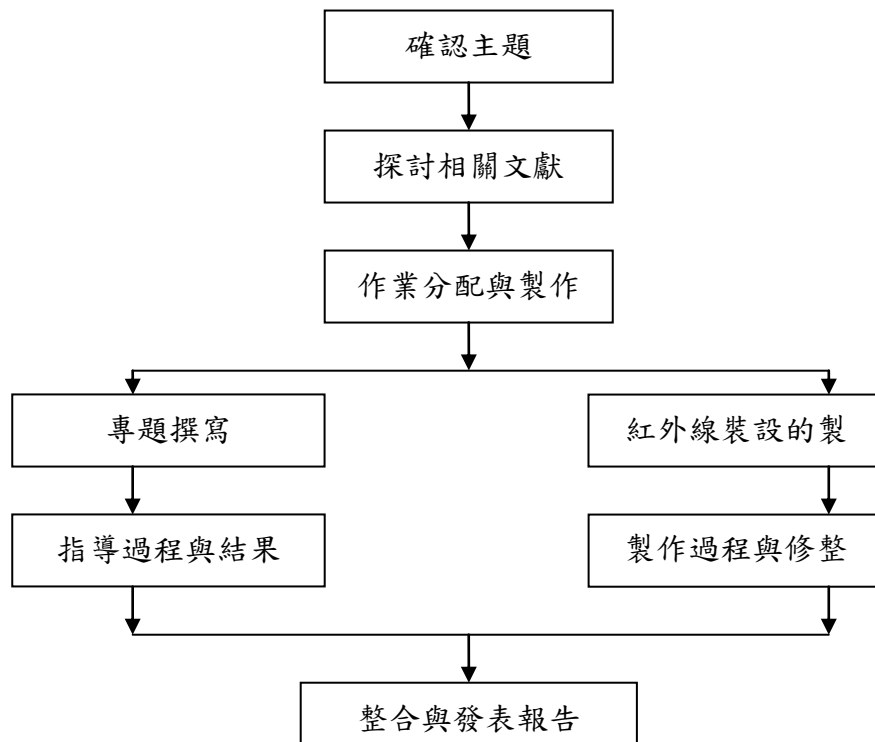 確認主題
探討相關文獻
作業分配與製作
專題撰寫
紅外線裝設的製
指導過程與結果
製作過程與修整
整合與發表報告